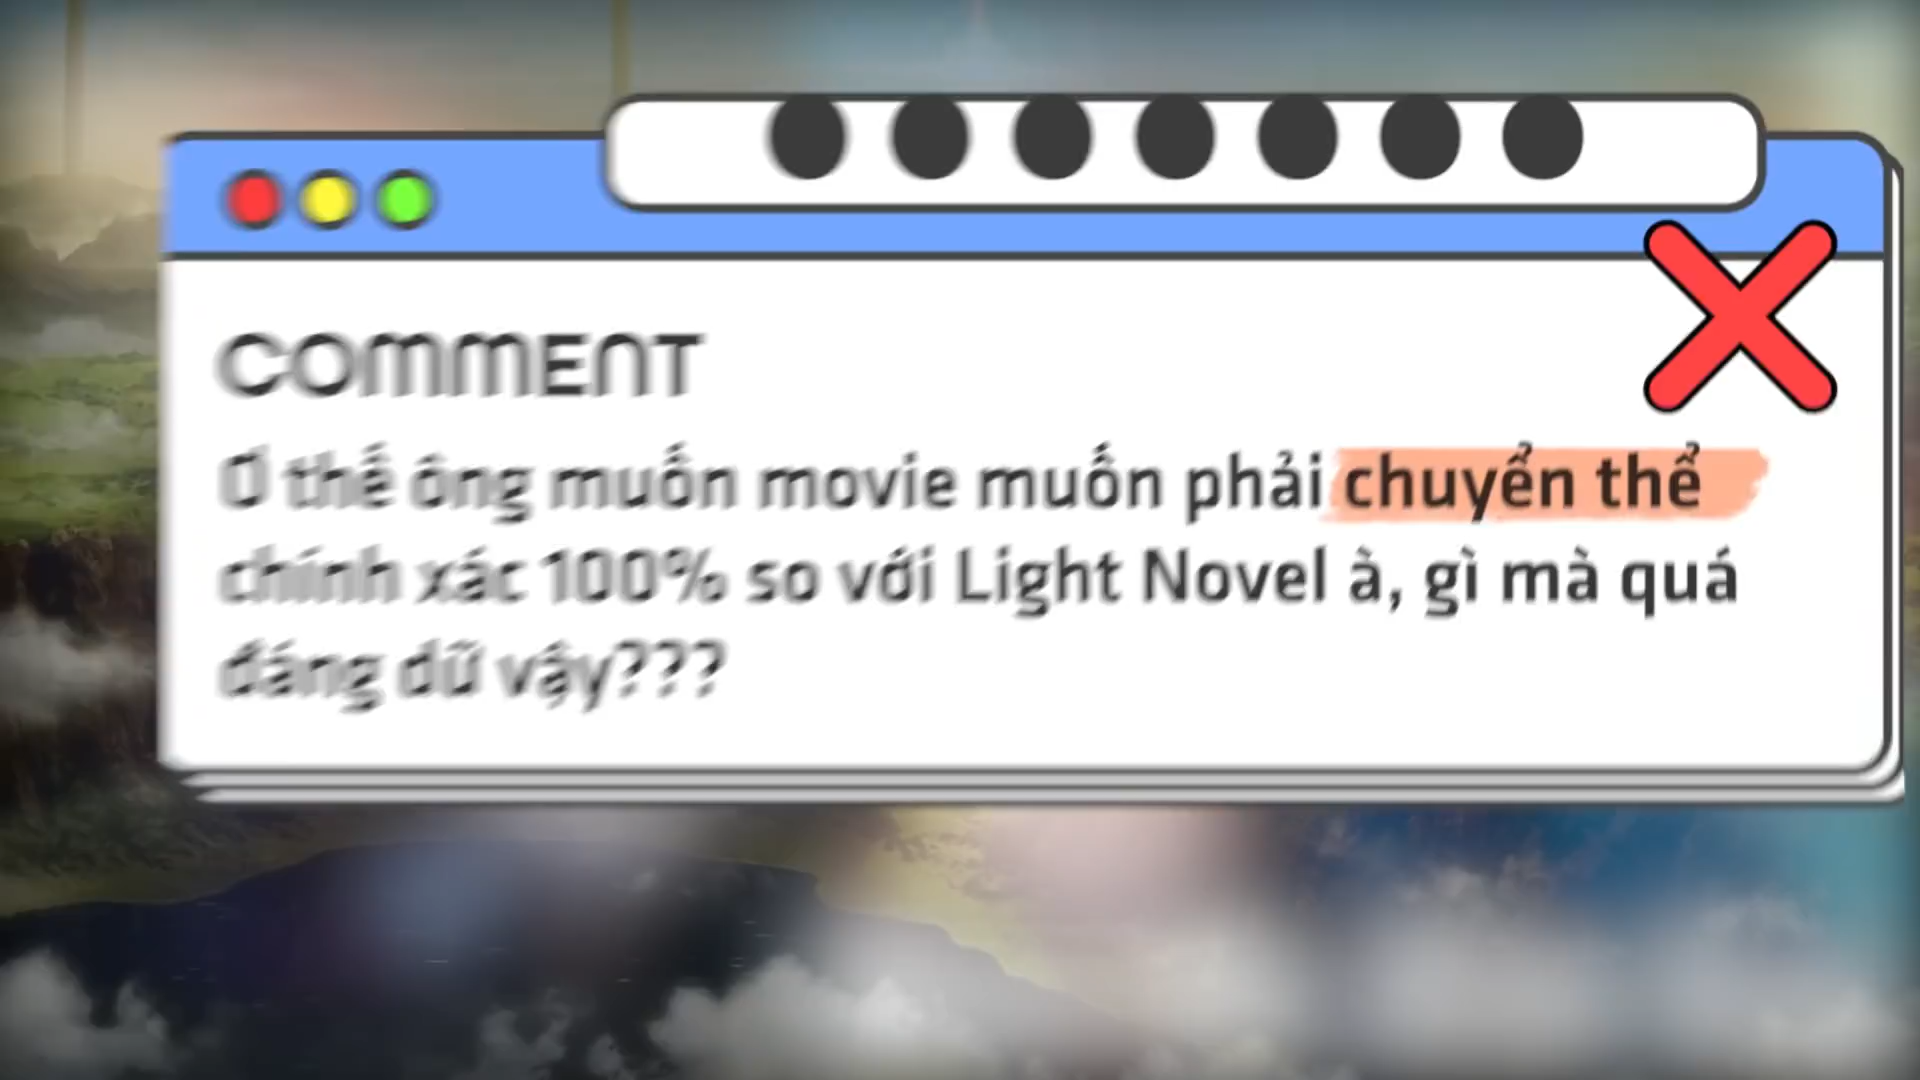 COMMENT
Ơ thế ông muốn movie muốn phải chuyển thể
chính xác 100% so với Light Novel à, gì mà quá
đáng dữ vậy???